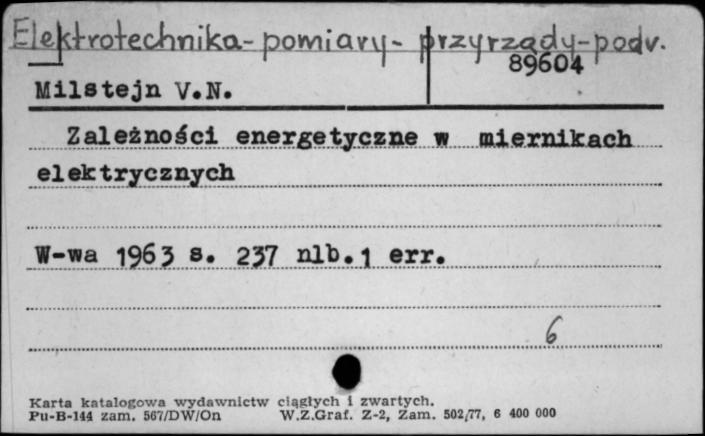 Elektrotechnika - pomiary - przyrządy - podr.
89604
Milstejn V.N.
Zależności energetyczne w miernikach
elektrycznych
W-wa 1963 s. 237 nlb.1 err.
6
Karta katalogowa wydawnictw ciągłych i zwartych.
Pu-B-144 zam. 567/DW/On W.Z.Graf. Z-2, Zam. 502/77, 6 400 000